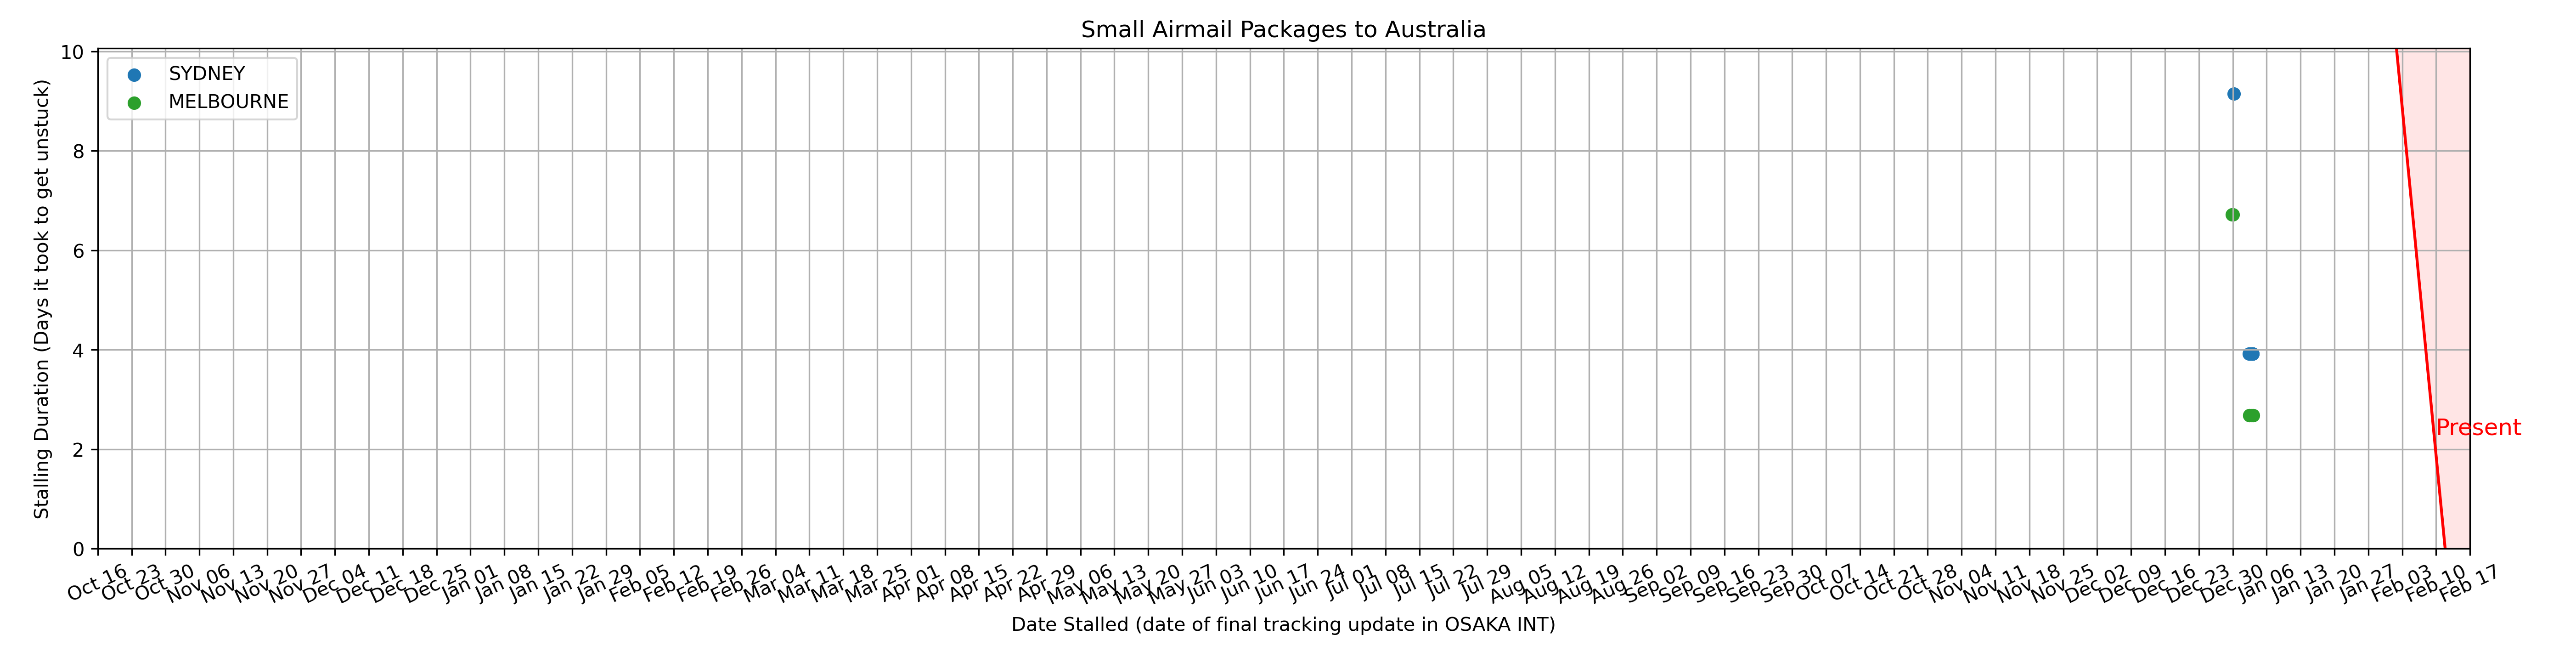 Small Airmail Packages to Australia
10
8
6
4
2
0
Stalling Duration (Days it took to get unstuck)
SYDNEY
MELBOURNE
Present
Oct 16 Oct 23 Oct 30 Nov 06 Nov 13 Nov 20 Nov 27 Dec 04 Dec 11 Dec 18 Dec 25 Jan 01 Jan 08 Jan 15 Jan 22 Jan 29 Feb 05 Feb 12 Feb 19 Feb 26 Mar 04 Mar 11 Mar 18 Mar 25 Apr 01 Apr 08 Apr 15 Apr 22 Apr 29 May 06 May 13 May 20 May 27 Jun 03 Jun 10 Jun 17 Jun 24 Jul 01 Jul 08 Jul 15 Jul 22 Jul 29 Aug 05 Aug 12 Aug 19 Aug 26 Sep 02 Sep 09 Sep 16 Sep 23 Sep 30 Oct 07 Oct 14 Oct 21 Oct 28 Nov 04 Nov 11 Nov 18 Nov 25 Dec 02 Dec 09 Dec 16 Dec 23 Dec 30 Jan 06 Jan 13 Jan 20 Jan 27 Feb 03 Feb 10 Feb 17
Date Stalled (date of final tracking update in OSAKA INT)